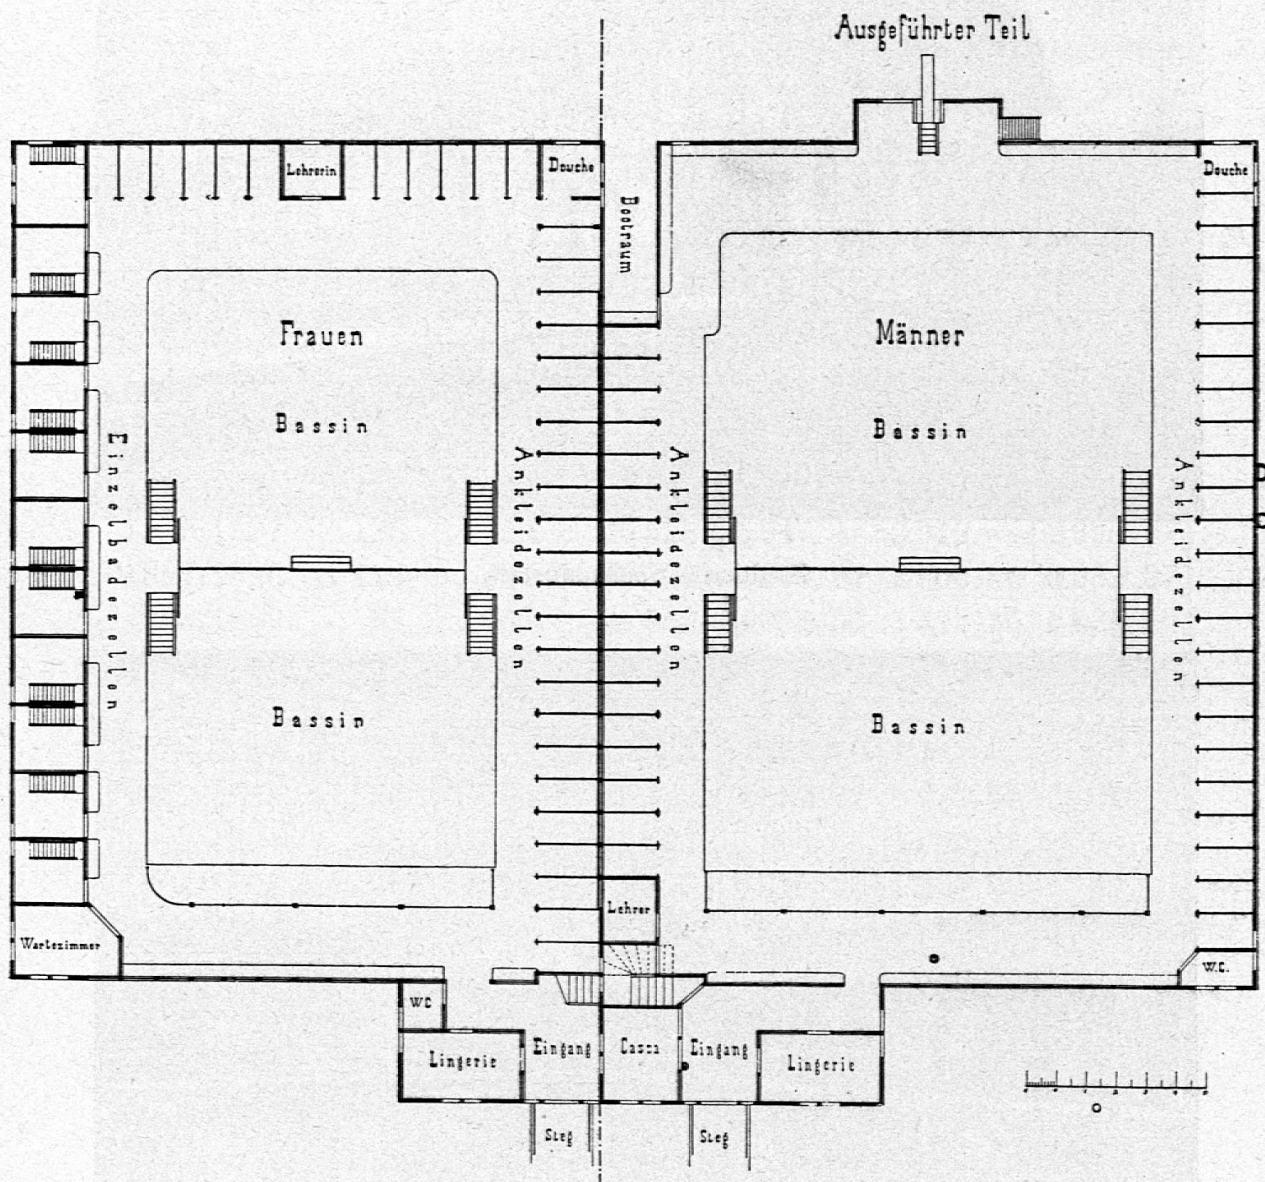 Ausgeführter Teil
Lehrerin
Douche
Bootraum
Douche
Frauen
Bassin
Männer
Bassin
Einzelbadezellen
Ankleidezellen
Ankleidezellen
Ankleidezellen
Bassin
Bassin
Lehrer
Wartezimmer
W.C.
WC
Lingerie
Eingang
Cassa
Eingang
Lingerie
Steg
Steg